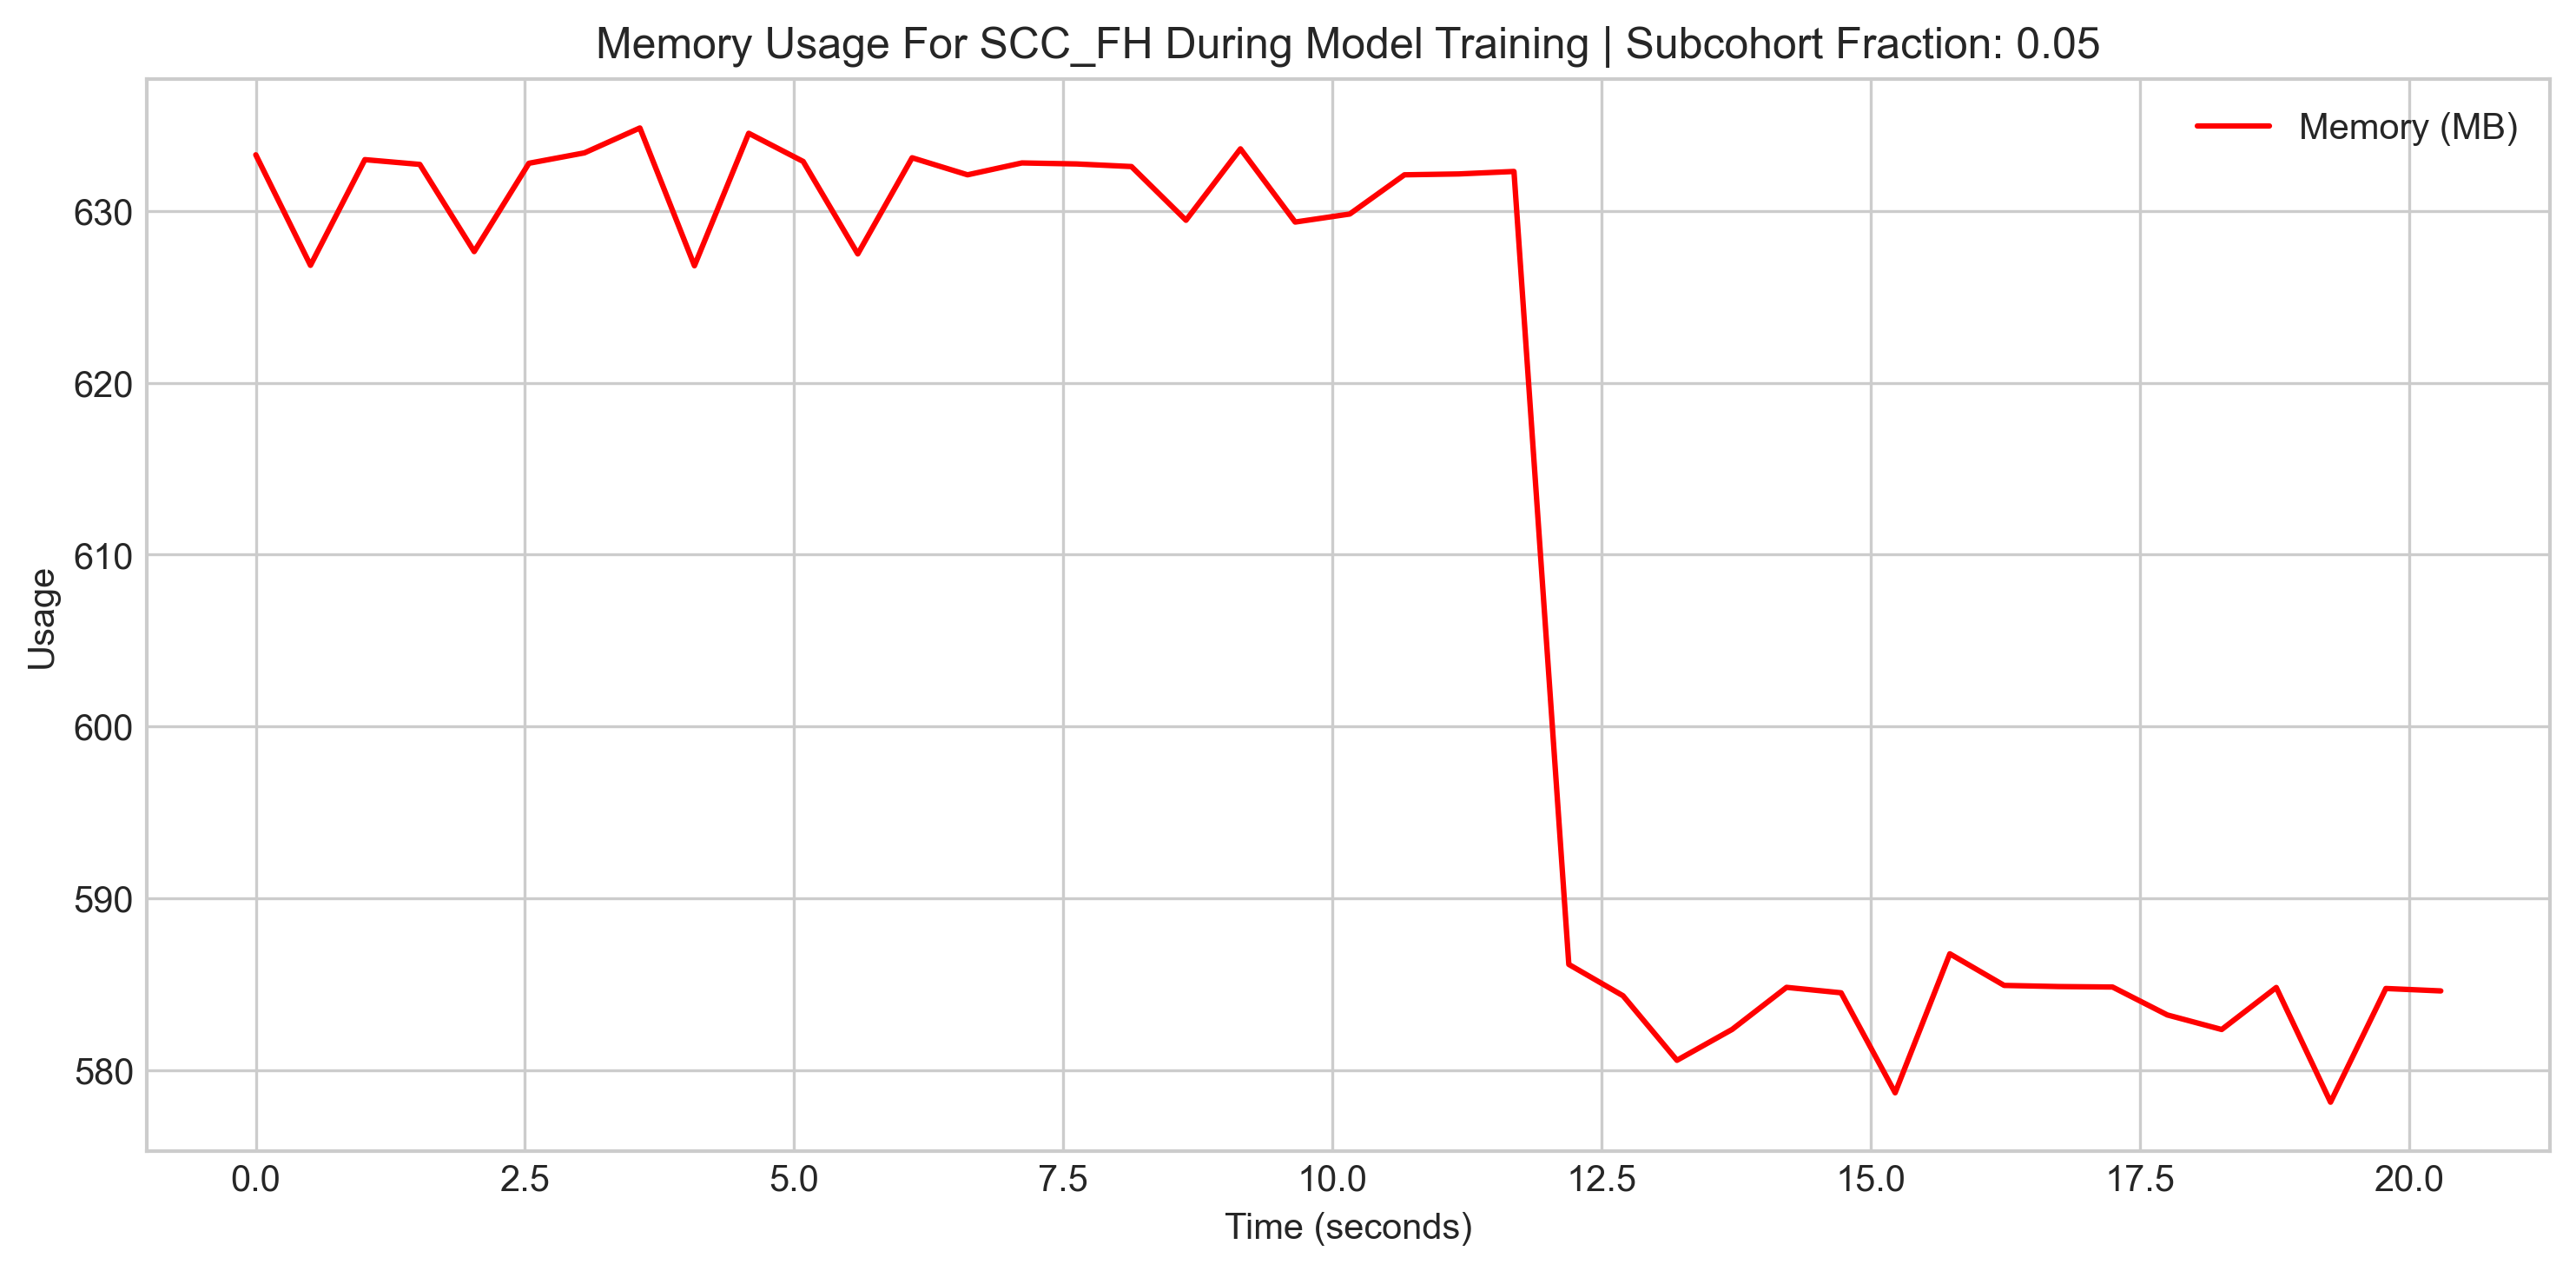 Memory Usage For SCC_FH During Model Training | Subcohort Fraction: 0.05
Memory (MB)
Usage
630
620
610
600
590
580
0.0 2.5 5.0 7.5 10.0 12.5 15.0 17.5 20.0
Time (seconds)